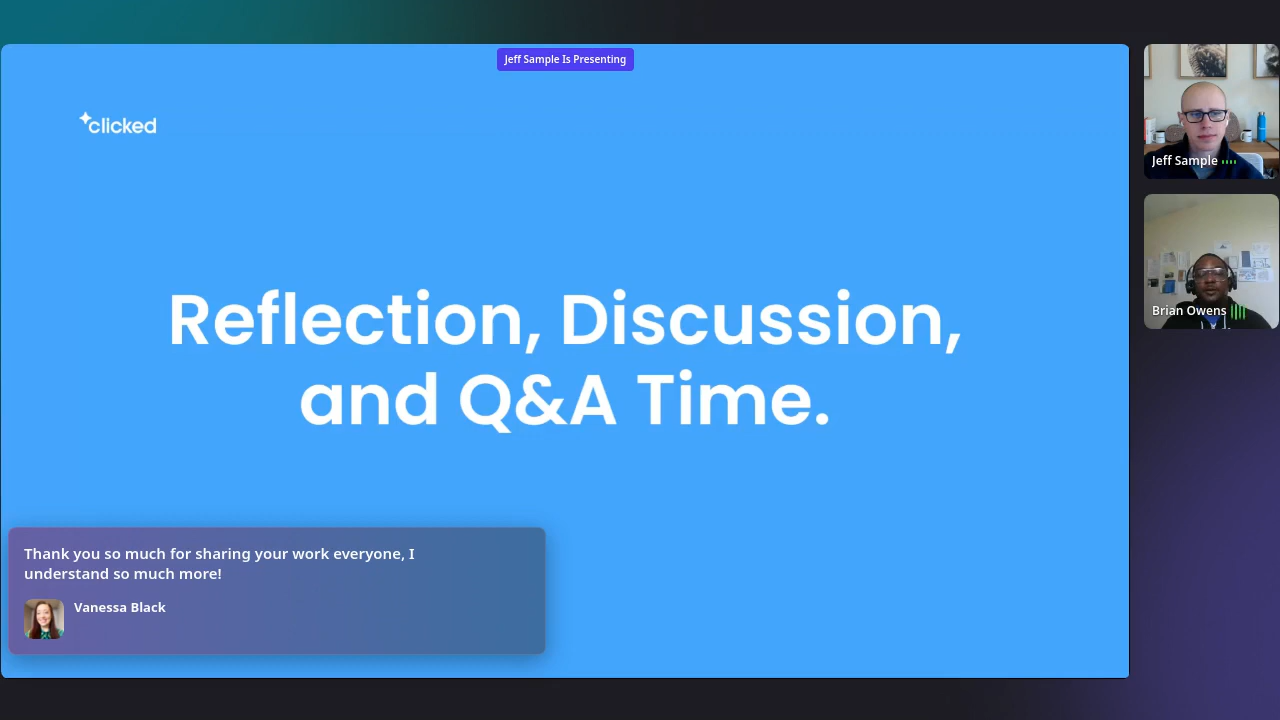 Jeff Sample Is Presenting
clicked
Reflection, Discussion,
and Q&A Time.
Thank you so much for sharing your work everyone, I
understand so much more!
Vanessa Black
Jeff Sample
Brian Owens